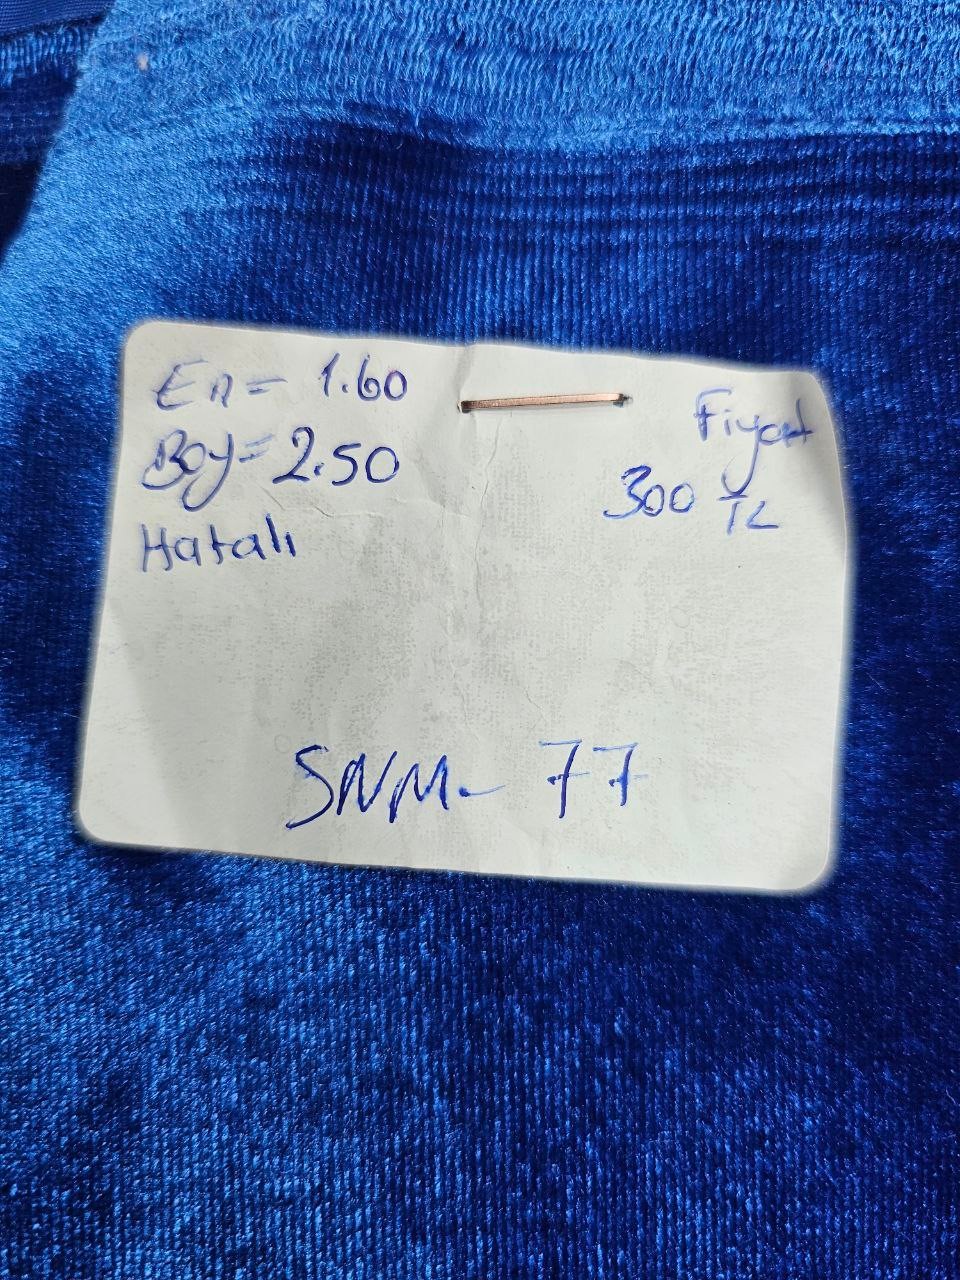 En= 1.60
Boy= 2.50
Hatalı
Fiyat
300 TL
SNM- 77